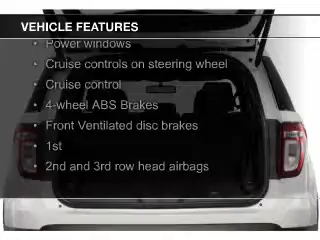 VEHICLE FEATURES
• Power windows
• Cruise controls on steering wheel
• Cruise control
• 4-wheel ABS Brakes
• Front Ventilated disc brakes
• 1st
• 2nd and 3rd row head airbags